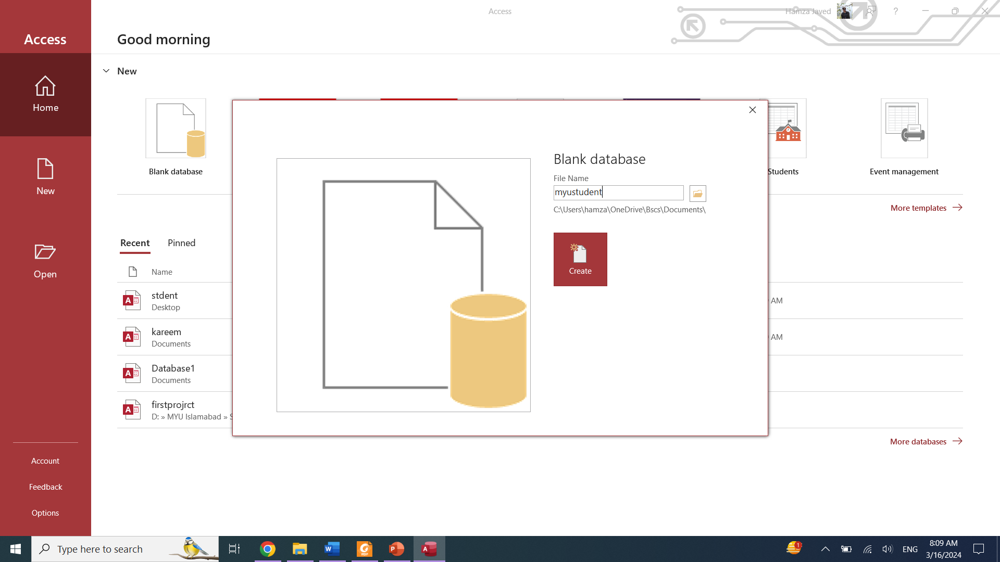 Access
Hamza Javed
?
Access
Good morning
Home
New
Open
Account
Feedback
Options
New
Blank database
Students
Event management
More templates
Recent
Pinned
Name
stdent
Desktop
AM
kareem
Documents
AM
Database1
Documents
firstprojrct
D: » MYU Islamabad »
More databases
Blank database
File Name
myustudent
C:\Users\hamza\OneDrive\Bscs\Documents\
Create
Type here to search
W
PDF
P
A
1
ENG
8:09 AM
3/16/2024